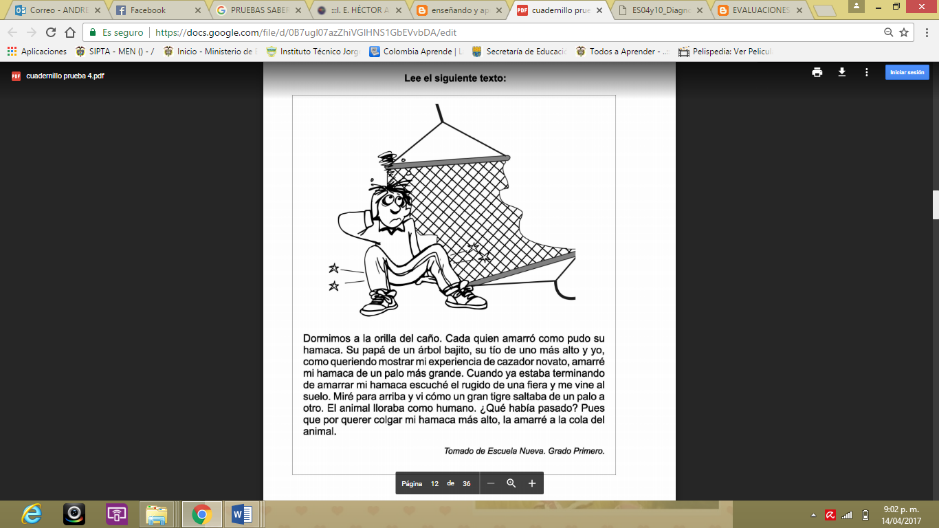 Correo - ANDRE
Facebook
PRUEBAS SABER
::I. E. HÉCTOR Á
enseñando y ap
cuadernillo prue
ES04y10_Diagno
EVALUACIONES
Es seguro
https://docs.google.com/file/d/0B7ugl07azZhiVGlHNS1GbEVvbDA/edit
Aplicaciones
SIPTA - MEN () - /
Inicio - Ministerio de
Instituto Técnico Jorg
Colombia Aprende | L
Secretaría de Educaci
Todos a Aprender - ..
Pelispedia: Ver Pelicul
PDF cuadernillo prueba 4.pdf
Iniciar sesión
Lee el siguiente texto:
Dormimos a la orilla del caño. Cada quien amarró como pudo su
hamaca. Su papá de un árbol bajito, su tío de uno más alto y yo,
como queriendo mostrar mi experiencia de cazador novato, amarré
mi hamaca de un palo más grande. Cuando ya estaba terminando
de amarrar mi hamaca escuché el rugido de una fiera y me vine al
suelo. Miré para arriba y vi cómo un gran tigre saltaba de un palo a
otro. El animal lloraba como humano. ¿Qué había pasado? Pues
que por querer colgar mi hamaca más alto, la amarré a la cola del
animal.
Tomado de Escuela Nueva. Grado Primero.
Página 12 de 36
9:02 p. m.
14/04/2017